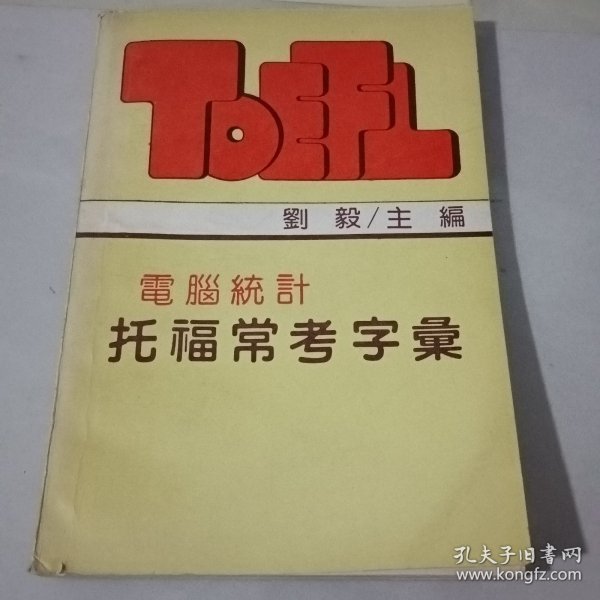 TOEFL
劉毅/主編
電腦統計
托福常考字彙
孔夫子旧书网
www.kongfz.com